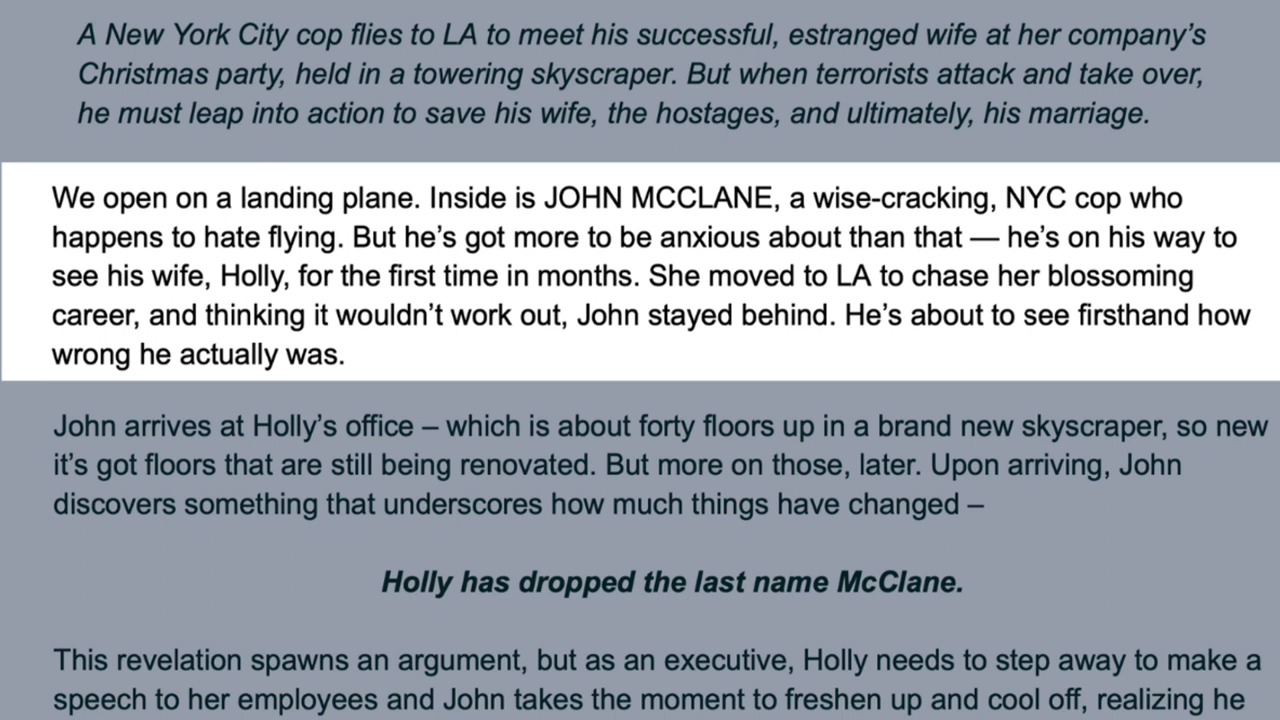 A New York City cop flies to LA to meet his successful, estranged wife at her company’s
Christmas party, held in a towering skyscraper. But when terrorists attack and take over,
he must leap into action to save his wife, the hostages, and ultimately, his marriage.
We open on a landing plane. Inside is JOHN MCCLANE, a wise-cracking, NYC cop who
happens to hate flying. But he’s got more to be anxious about than that — he’s on his way to
see his wife, Holly, for the first time in months. She moved to LA to chase her blossoming
career, and thinking it wouldn’t work out, John stayed behind. He’s about to see firsthand how
wrong he actually was.
John arrives at Holly’s office – which is about forty floors up in a brand new skyscraper, so new
it’s got floors that are still being renovated. But more on those, later. Upon arriving, John
discovers something that underscores how much things have changed –
Holly has dropped the last name McClane.
This revelation spawns an argument, but as an executive, Holly needs to step away to make a
speech to her employees and John takes the moment to freshen up and cool off, realizing he